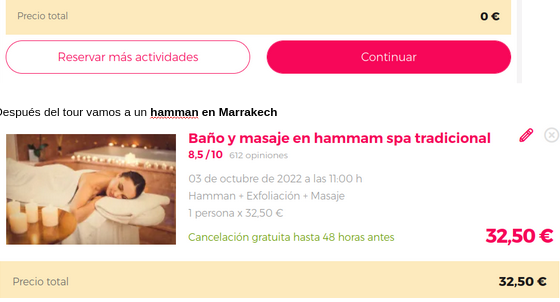 Precio total 0 €
Reservar más actividades Continuar
Después del tour vamos a un hamman en Marrakech
Baño y masaje en hammam spa tradicional
8,5 / 10 612 opiniones
03 de octubre de 2022 a las 11:00 h
Hamman + Exfoliación + Masaje
1 persona x 32,50 €
Cancelación gratuita hasta 48 horas antes 32,50 €
Precio total 32,50 €